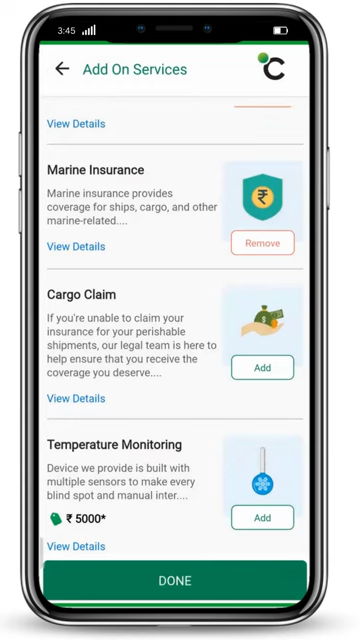 3:45
Add On Services
°C
View Details
Marine Insurance
Marine insurance provides
coverage for ships, cargo, and other
marine-related....
₹
Remove
View Details
Cargo Claim
If you're unable to claim your
insurance for your perishable
shipments, our legal team is here to
help ensure that you receive the
coverage you deserve....
Add
View Details
Temperature Monitoring
Device we provide is built with
multiple sensors to make every
blind spot and manual inter....
Add
₹ 5000*
View Details
DONE